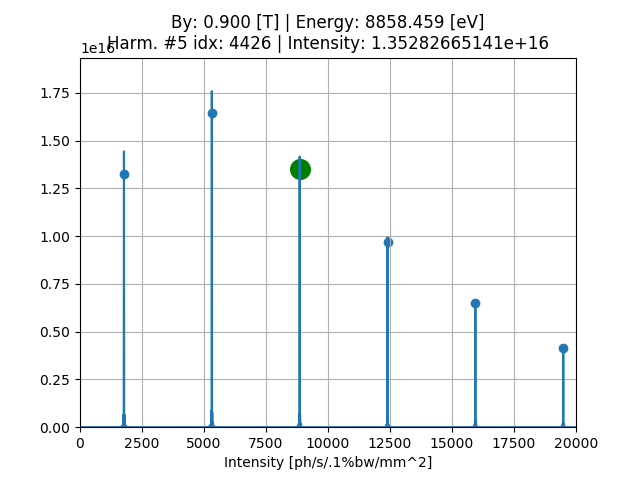 By: 0.900 [T] | Energy: 8858.459 [eV]
Harm. #5 idx: 4426 | Intensity: 1.35282665141e+16
1e16
1.75
1.50
1.25
1.00
0.75
0.50
0.25
0.00
0 2500 5000 7500 10000 12500 15000 17500 20000
Intensity [ph/s/.1%bw/mm^2]